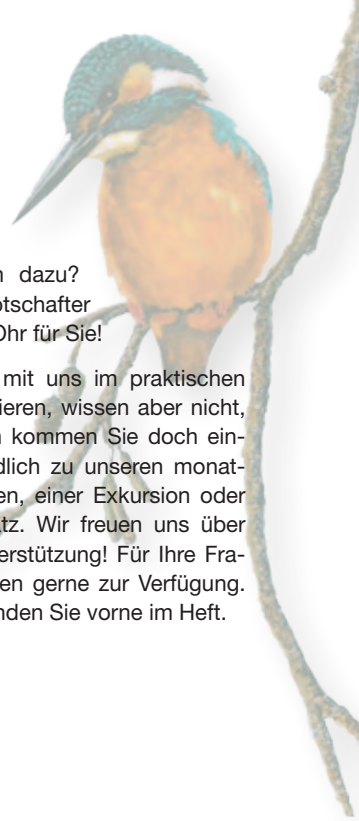 dazu?
tschafter
Ohr für Sie!
mit uns im praktischen
ieren, wissen aber nicht,
kommen Sie doch ein-
dlich zu unseren monat-
en, einer Exkursion oder
tz. Wir freuen uns über
erstützung! Für Ihre Fra-
en gerne zur Verfügung.
nden Sie vorne im Heft.